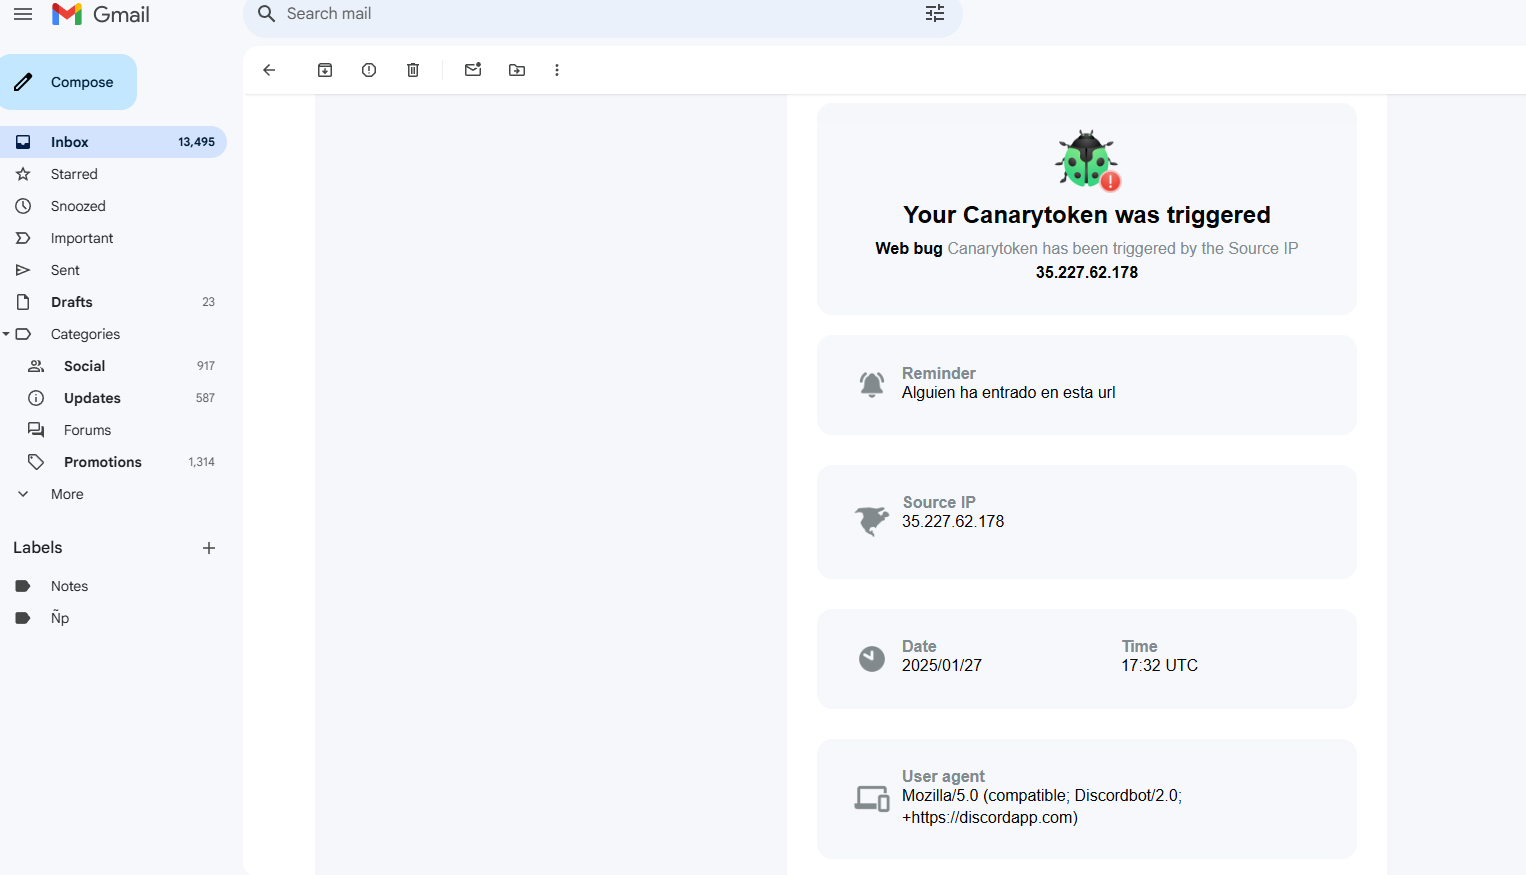 Gmail
Search mail
Compose
Inbox 13,495
Starred
Snoozed
Important
Sent
Drafts 23
Categories
Social 917
Updates 587
Forums
Promotions 1,314
More
Labels
Notes
Ñp
Your Canarytoken was triggered
Web bug Canarytoken has been triggered by the Source IP
35.227.62.178
Reminder
Alguien ha entrado en esta url
Source IP
35.227.62.178
Date Time
2025/01/27 17:32 UTC
User agent
Mozilla/5.0 (compatible; Discordbot/2.0;
+https://discordapp.com)